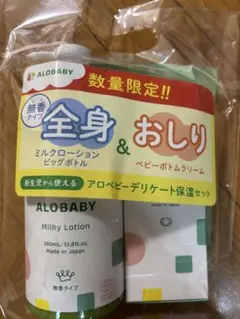 ALOBABY
数量限定!!
無香
タイプ
全身
&
おしり
ミルクローション
ビッグボトル
ベビーボトムクリーム
新生児から使える
アロベビーデリケート保湿セット
ALOBABY
Milky Lotion
380mL/12.8fl.oz.
Made in Japan
無香タイプ